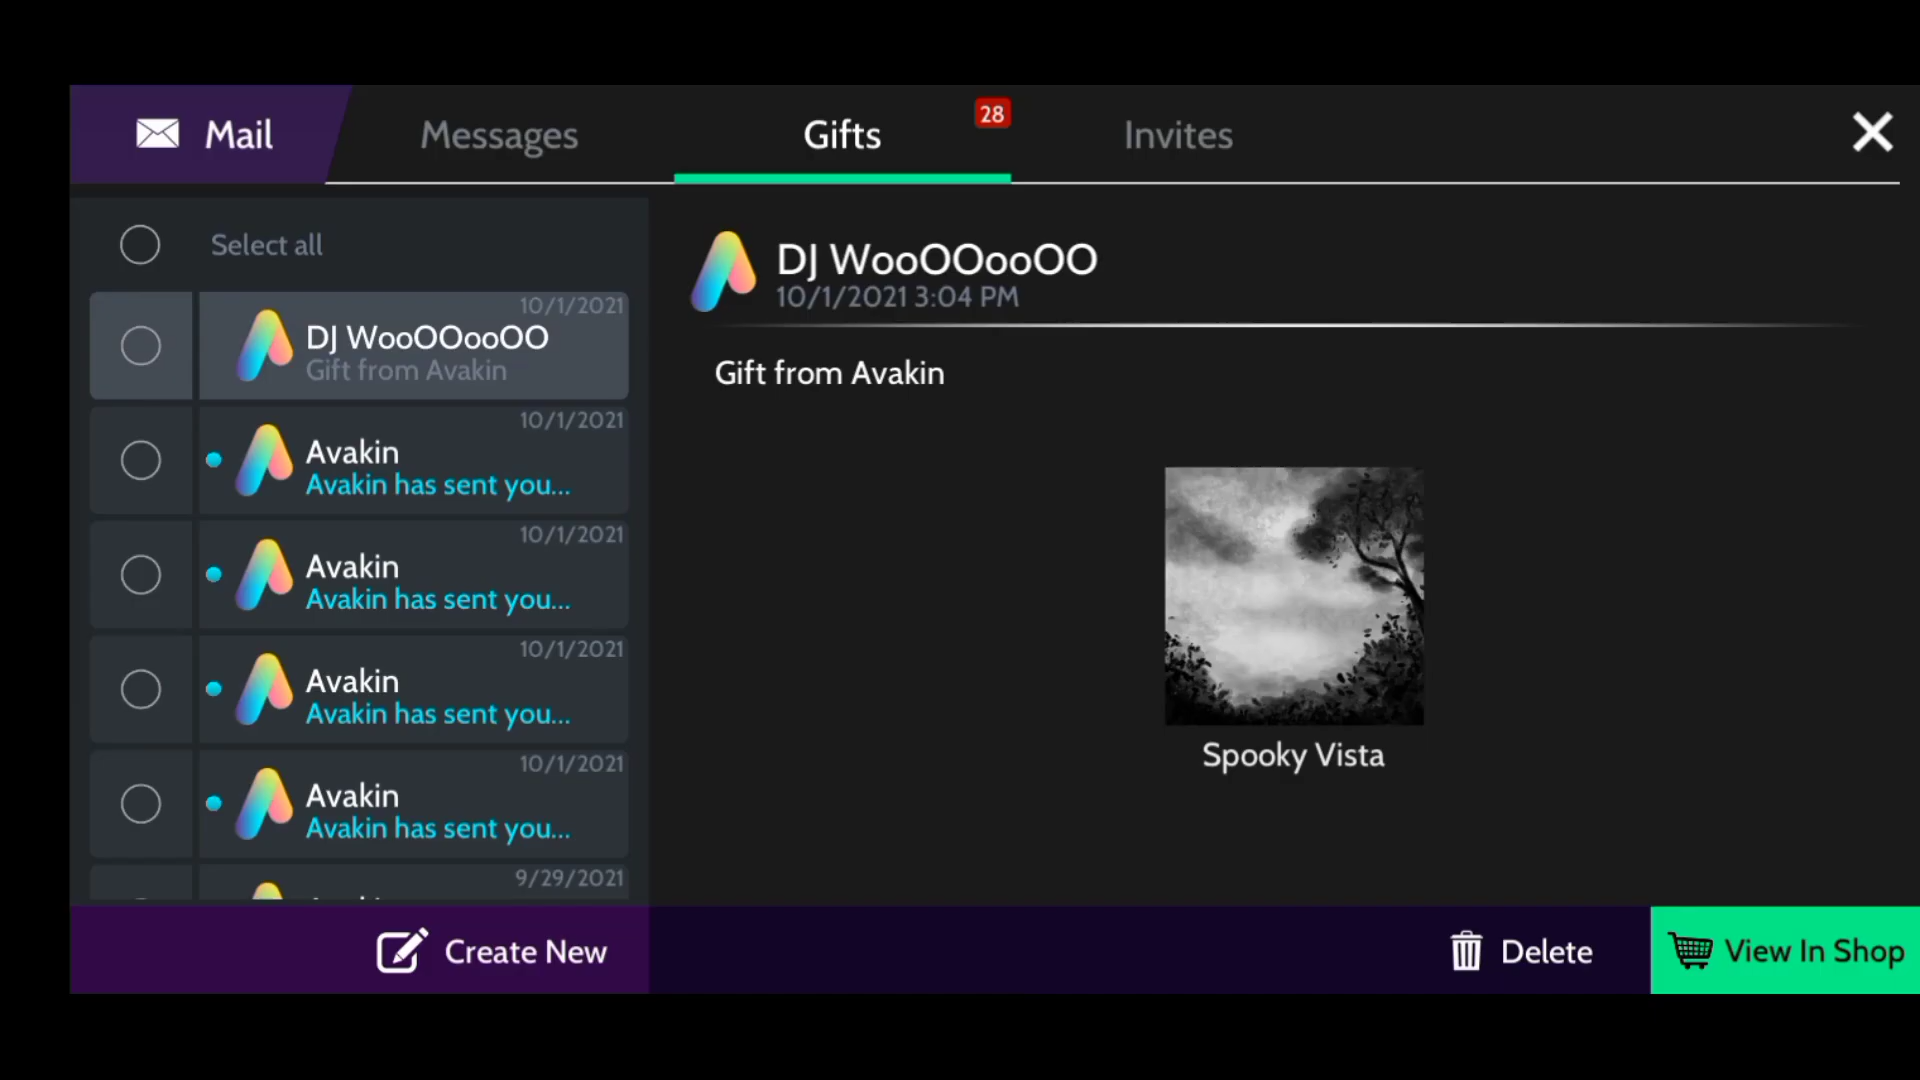 Mail
Messages
Gifts
28
Invites
Select all
10/1/2021
DJ WooOOooOO
Gift from Avakin
10/1/2021
Avakin
Avakin has sent you...
10/1/2021
Avakin
Avakin has sent you...
10/1/2021
Avakin
Avakin has sent you...
10/1/2021
Avakin
Avakin has sent you...
9/29/2021
Create New
DJ WooOOooOO
10/1/2021 3:04 PM
Gift from Avakin
Spooky Vista
Delete
View In Shop